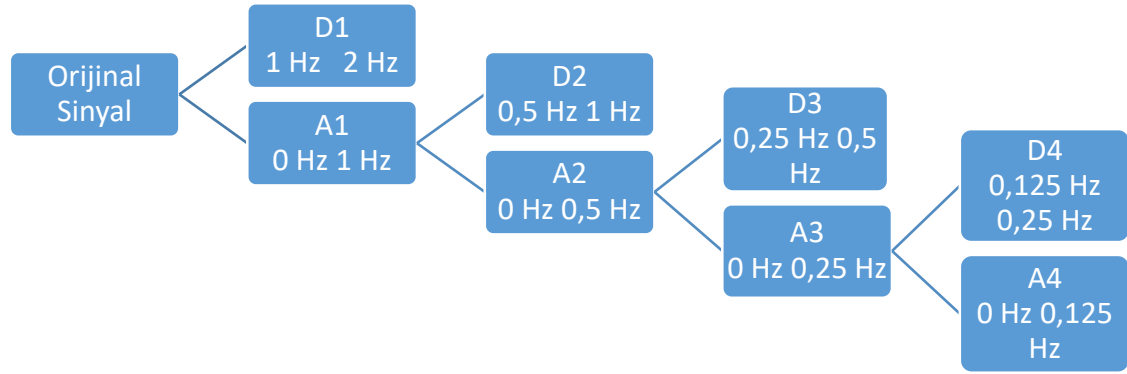 Orijinal
Sinyal
D1
1 Hz   2 Hz
A1
0 Hz 1 Hz
D2
0,5 Hz 1 Hz
A2
0 Hz 0,5 Hz
D3
0,25 Hz 0,5
Hz
A3
0 Hz 0,25 Hz
D4
0,125 Hz
0,25 Hz
A4
0 Hz 0,125
Hz